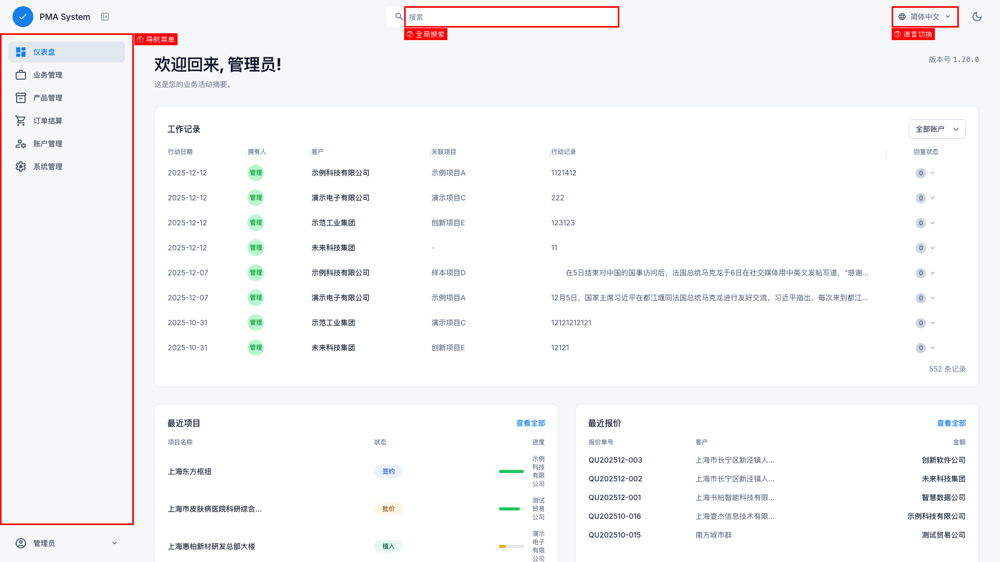 PMA System
搜索
简体中文
① 导航菜单
② 全局搜索
③ 语言切换
仪表盘
业务管理
产品管理
订单结算
账户管理
系统管理
管理员
欢迎回来, 管理员!
版本号 1.20.0
这是您的业务活动摘要。
工作记录
全部账户
行动日期 拥有人 客户 关联项目 行动记录 回复状态
2025-12-12 管理 示例科技有限公司 示例项目A 1121412 0
2025-12-12 管理 演示电子有限公司 演示项目C 222 0
2025-12-12 管理 示范工业集团 创新项目E 123123 0
2025-12-12 管理 未来科技集团 - 11 0
2025-12-07 管理 示例科技有限公司 样本项目D 在5日结束对中国的国事访问后，法国总统马克龙于6日在社交媒体用中英文发帖写道，“感谢... 0
2025-12-07 管理 演示电子有限公司 示例项目A 12月5日，国家主席习近平在都江堰同法国总统马克龙进行友好交流。习近平指出，每次来到都江... 0
2025-10-31 管理 示范工业集团 演示项目C 12121212121 0
2025-10-31 管理 未来科技集团 创新项目E 12121 0
552 条记录
最近项目
查看全部
项目名称 状态 进度
上海东方枢纽 签约
示例
科技
有限
公司
上海市皮肤病医院科研综合... 批价
测试
贸易
公司
上海惠柏新材研发总部大楼 植入
演示
电子
有限
公司
最近报价
查看全部
报价单号 客户 金额
QU202512-003 上海市长宁区新泾镇人... 创新软件公司
QU202512-002 上海市长宁区新泾镇人... 未来科技集团
QU202512-001 上海书柏智能科技有限... 智慧数据公司
QU202510-016 上海壹杰信息技术有限... 示例科技有限公司
QU202510-015 南方城市群 测试贸易公司